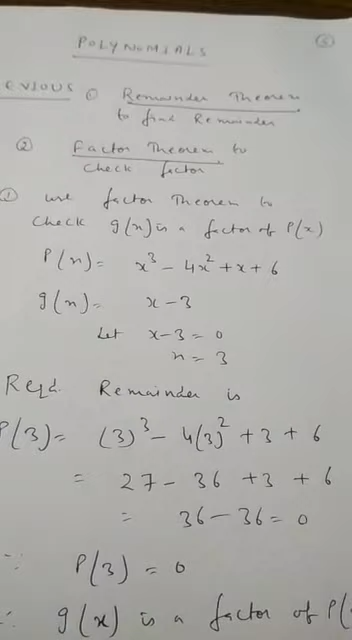 POLYNOMIALS
EVIOUS ① Remainder Theorem
to find Remainder
② Factor Theorem to
check factor
① use factor Theorem to
check g(x) is a factor of P(x)
P(x) = x³ - 4x² + x + 6
g(x) = x - 3
Let x - 3 = 0
x = 3
Reqd. Remainder is
P(3) = (3)³ - 4(3)² + 3 + 6
= 27 - 36 + 3 + 6
= 36 - 36 = 0
∵ P(3) = 0
∴ g(x) is a factor of P(